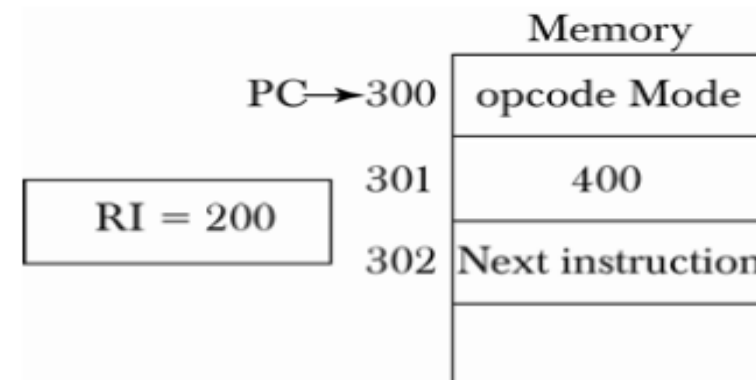 Memory
PC→300 opcode Mode
301 400
RI = 200
302 Next instruction